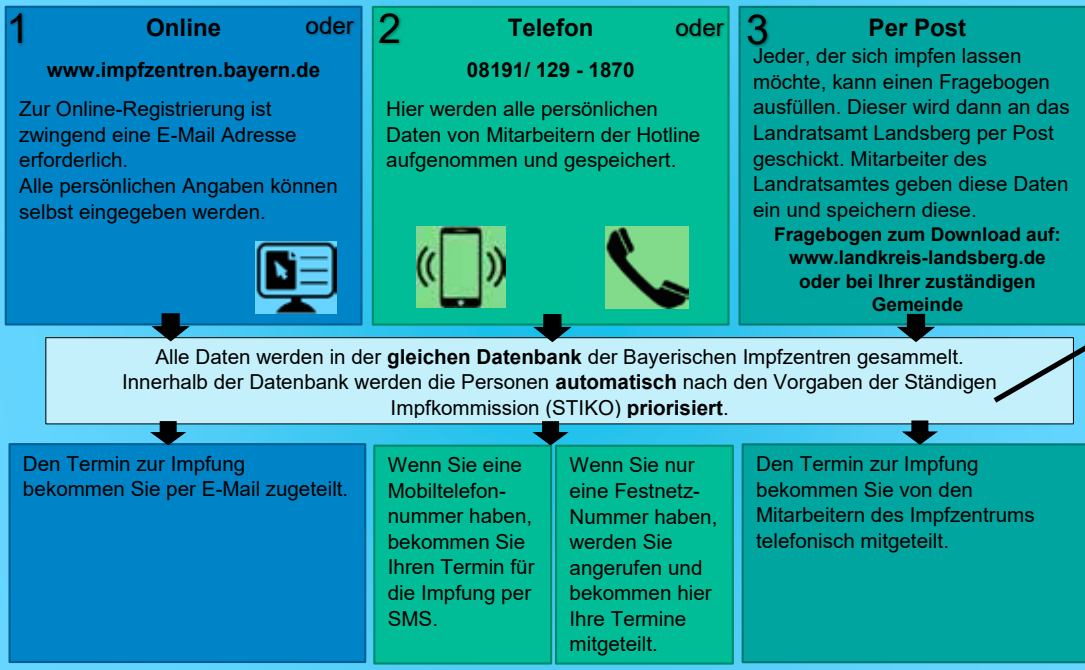 1 Online oder
www.impfzentren.bayern.de
Zur Online-Registrierung ist
zwingend eine E-Mail Adresse
erforderlich.
Alle persönlichen Angaben können
selbst eingegeben werden.
2 Telefon oder
08191/ 129 - 1870
Hier werden alle persönlichen
Daten von Mitarbeitern der Hotline
aufgenommen und gespeichert.
3 Per Post
Jeder, der sich impfen lassen
möchte, kann einen Fragebogen
ausfüllen. Dieser wird dann an das
Landratsamt Landsberg per Post
geschickt. Mitarbeiter des
Landratsamtes geben diese Daten
ein und speichern diese.
Fragebogen zum Download auf:
www.landkreis-landsberg.de
oder bei Ihrer zuständigen
Gemeinde
Alle Daten werden in der gleichen Datenbank der Bayerischen Impfzentren gesammelt.
Innerhalb der Datenbank werden die Personen automatisch nach den Vorgaben der Ständigen
Impfkommission (STIKO) priorisiert.
Den Termin zur Impfung
bekommen Sie per E-Mail zugeteilt.
Wenn Sie eine
Mobiltelefon-
nummer haben,
bekommen Sie
Ihren Termin für
die Impfung per
SMS.
Wenn Sie nur
eine Festnetz-
Nummer haben,
werden Sie
angerufen und
bekommen hier
Ihre Termine
mitgeteilt.
Den Termin zur Impfung
bekommen Sie von den
Mitarbeitern des Impfzentrums
telefonisch mitgeteilt.